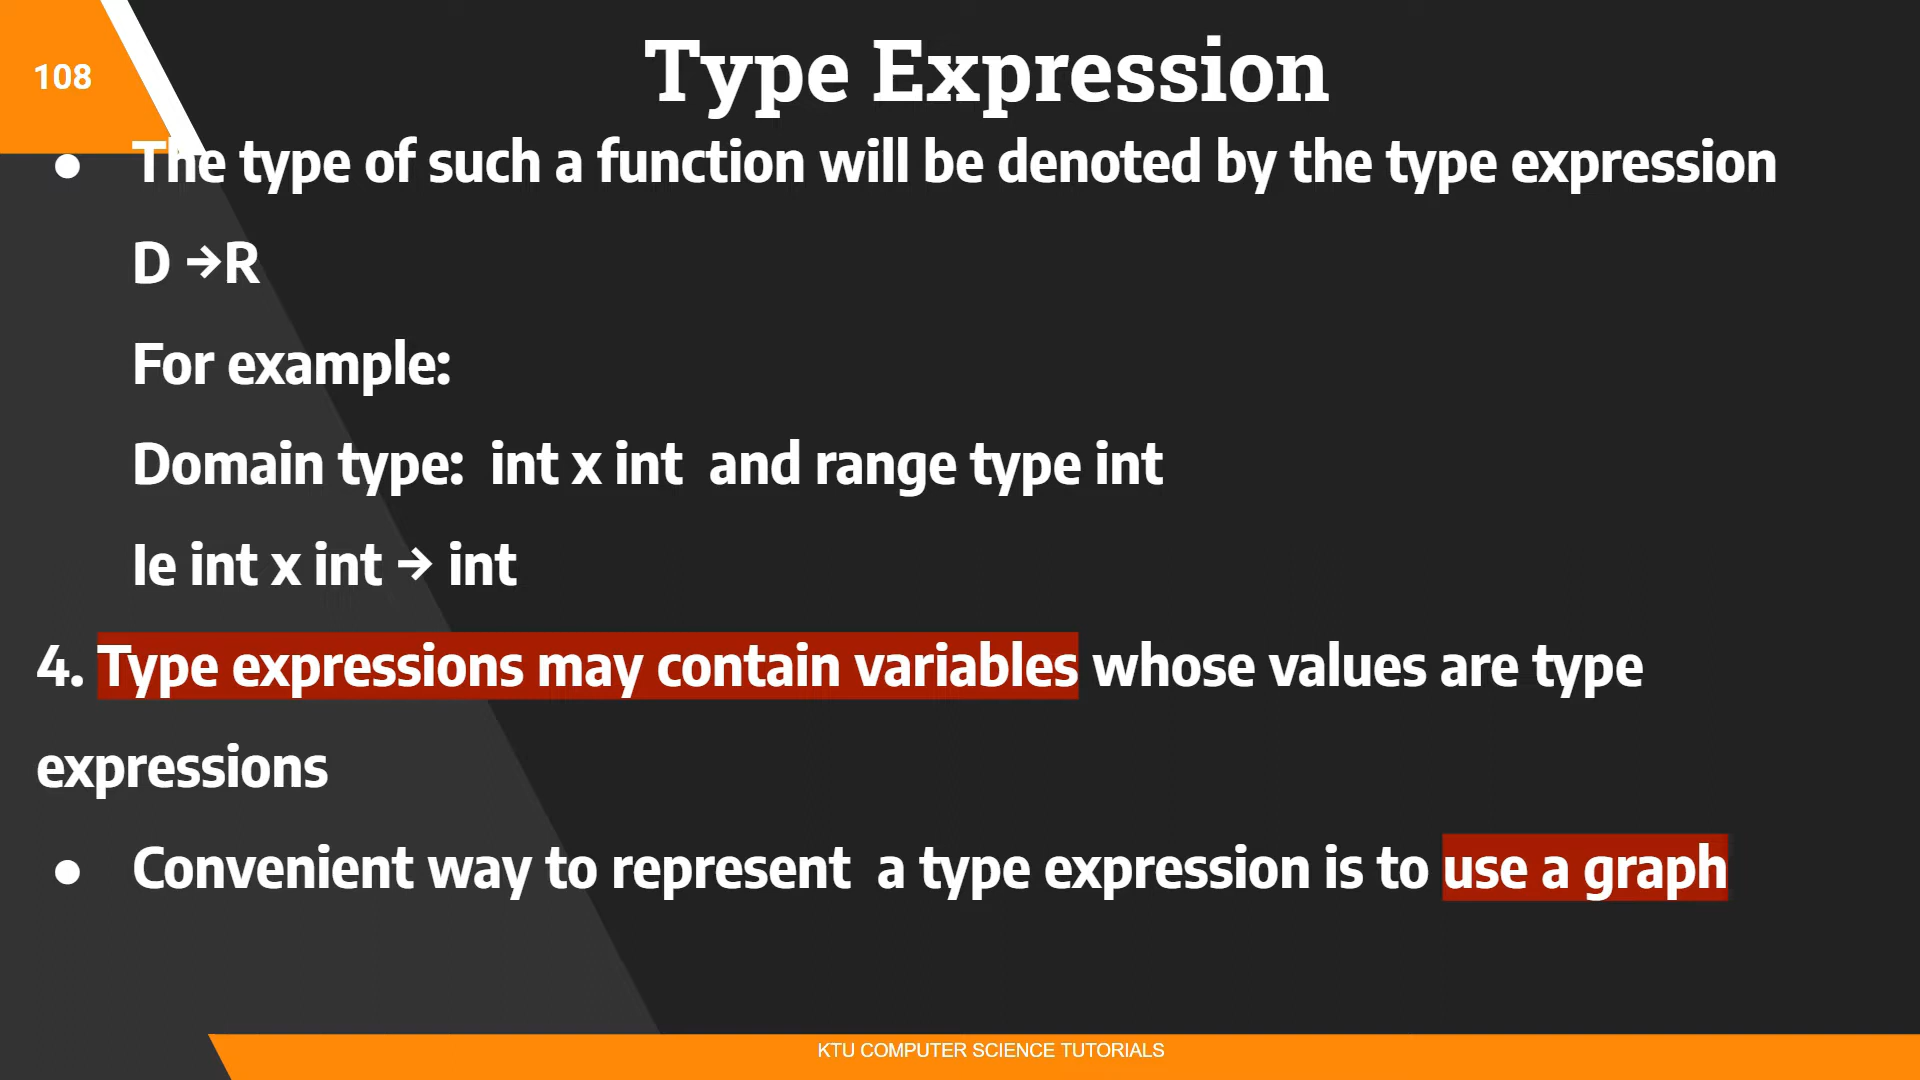 108
Type Expression
● The type of such a function will be denoted by the type expression
D →R
For example:
Domain type: int x int and range type int
Ie int x int → int
4. Type expressions may contain variables whose values are type
expressions
● Convenient way to represent a type expression is to use a graph
KTU COMPUTER SCIENCE TUTORIALS